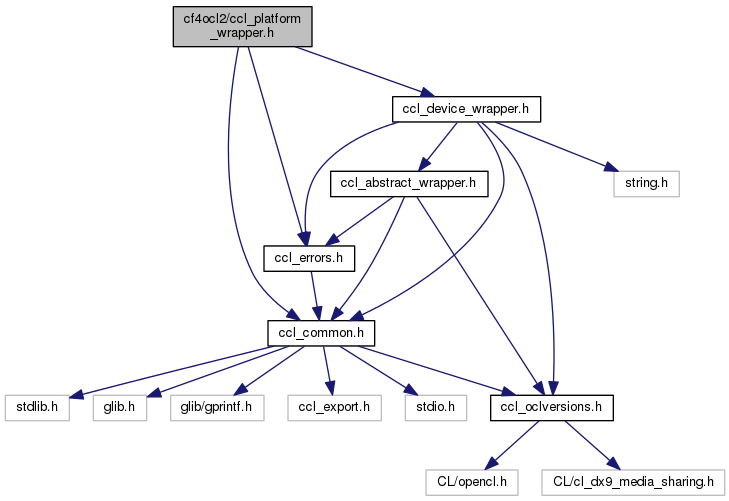 cf4ocl2/ccl_platform
_wrapper.h
ccl_device_wrapper.h
ccl_abstract_wrapper.h
string.h
ccl_errors.h
ccl_common.h
stdlib.h
glib.h
glib/gprintf.h
ccl_export.h
stdio.h
ccl_oclversions.h
CL/opencl.h
CL/cl_dx9_media_sharing.h